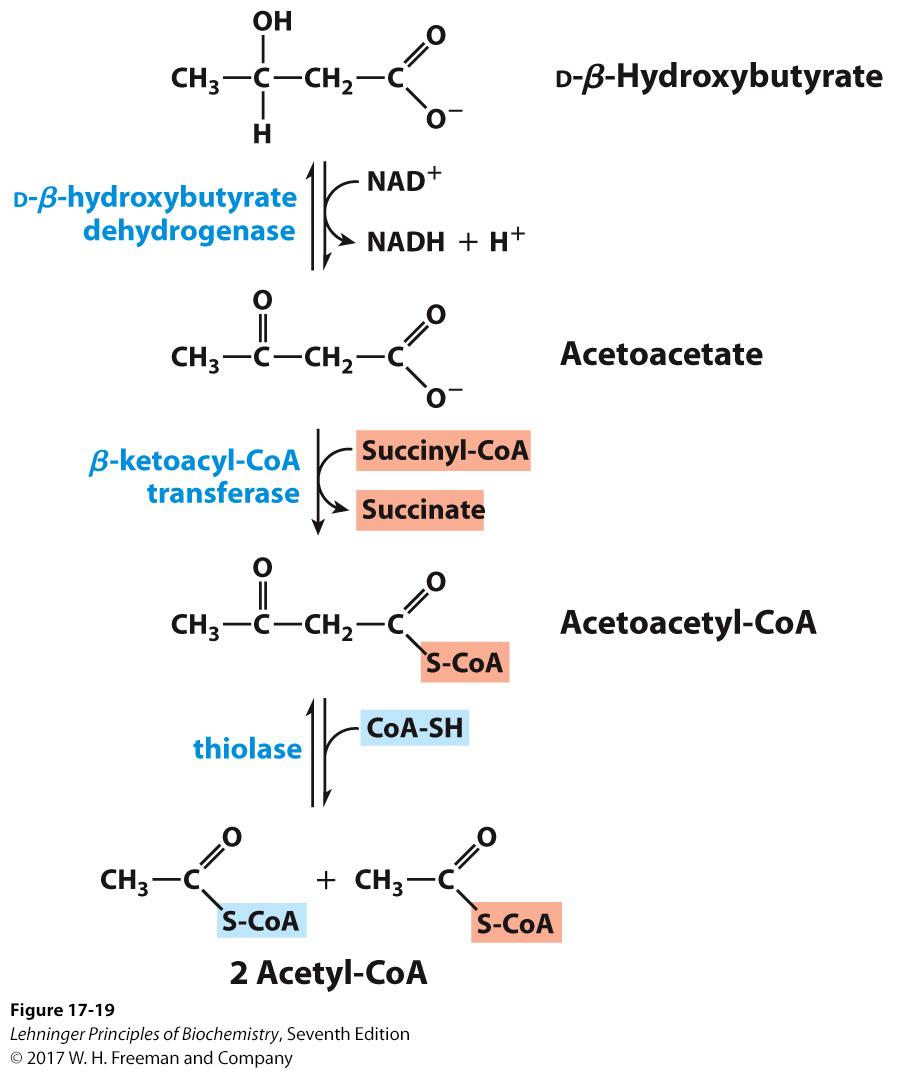 OH
O
CH₃—C—CH₂—C
O⁻
H
D-β-Hydroxybutyrate
D-β-hydroxybutyrate
dehydrogenase
NAD⁺
NADH + H⁺
O
O
CH₃—C—CH₂—C
O⁻
Acetoacetate
β-ketoacyl-CoA
transferase
Succinyl-CoA
Succinate
O
O
CH₃—C—CH₂—C
S-CoA
Acetoacetyl-CoA
thiolase
CoA-SH
O
O
CH₃—C + CH₃—C
S-CoA
S-CoA
2 Acetyl-CoA
Figure 17-19
Lehninger Principles of Biochemistry, Seventh Edition
© 2017 W. H. Freeman and Company